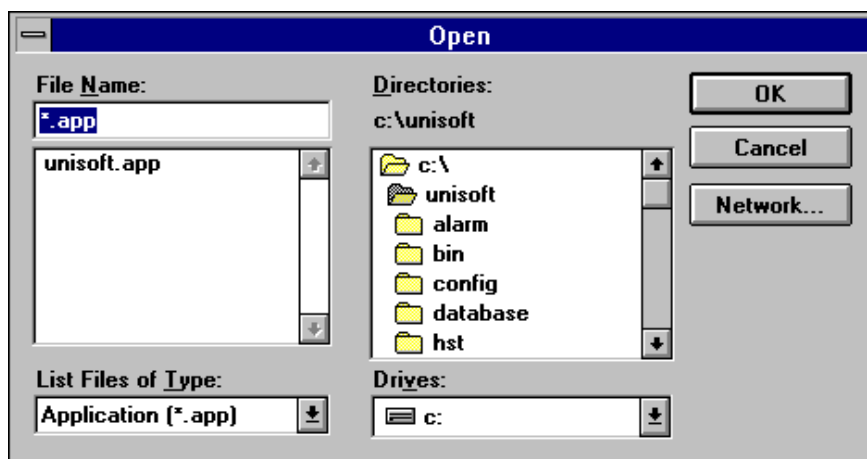 Open
File Name:
*.app
unisoft.app
Directories:
c:\unisoft
c:\
unisoft
alarm
bin
config
database
hst
OK
Cancel
Network...
List Files of Type:
Application (*.app)
Drives:
c: